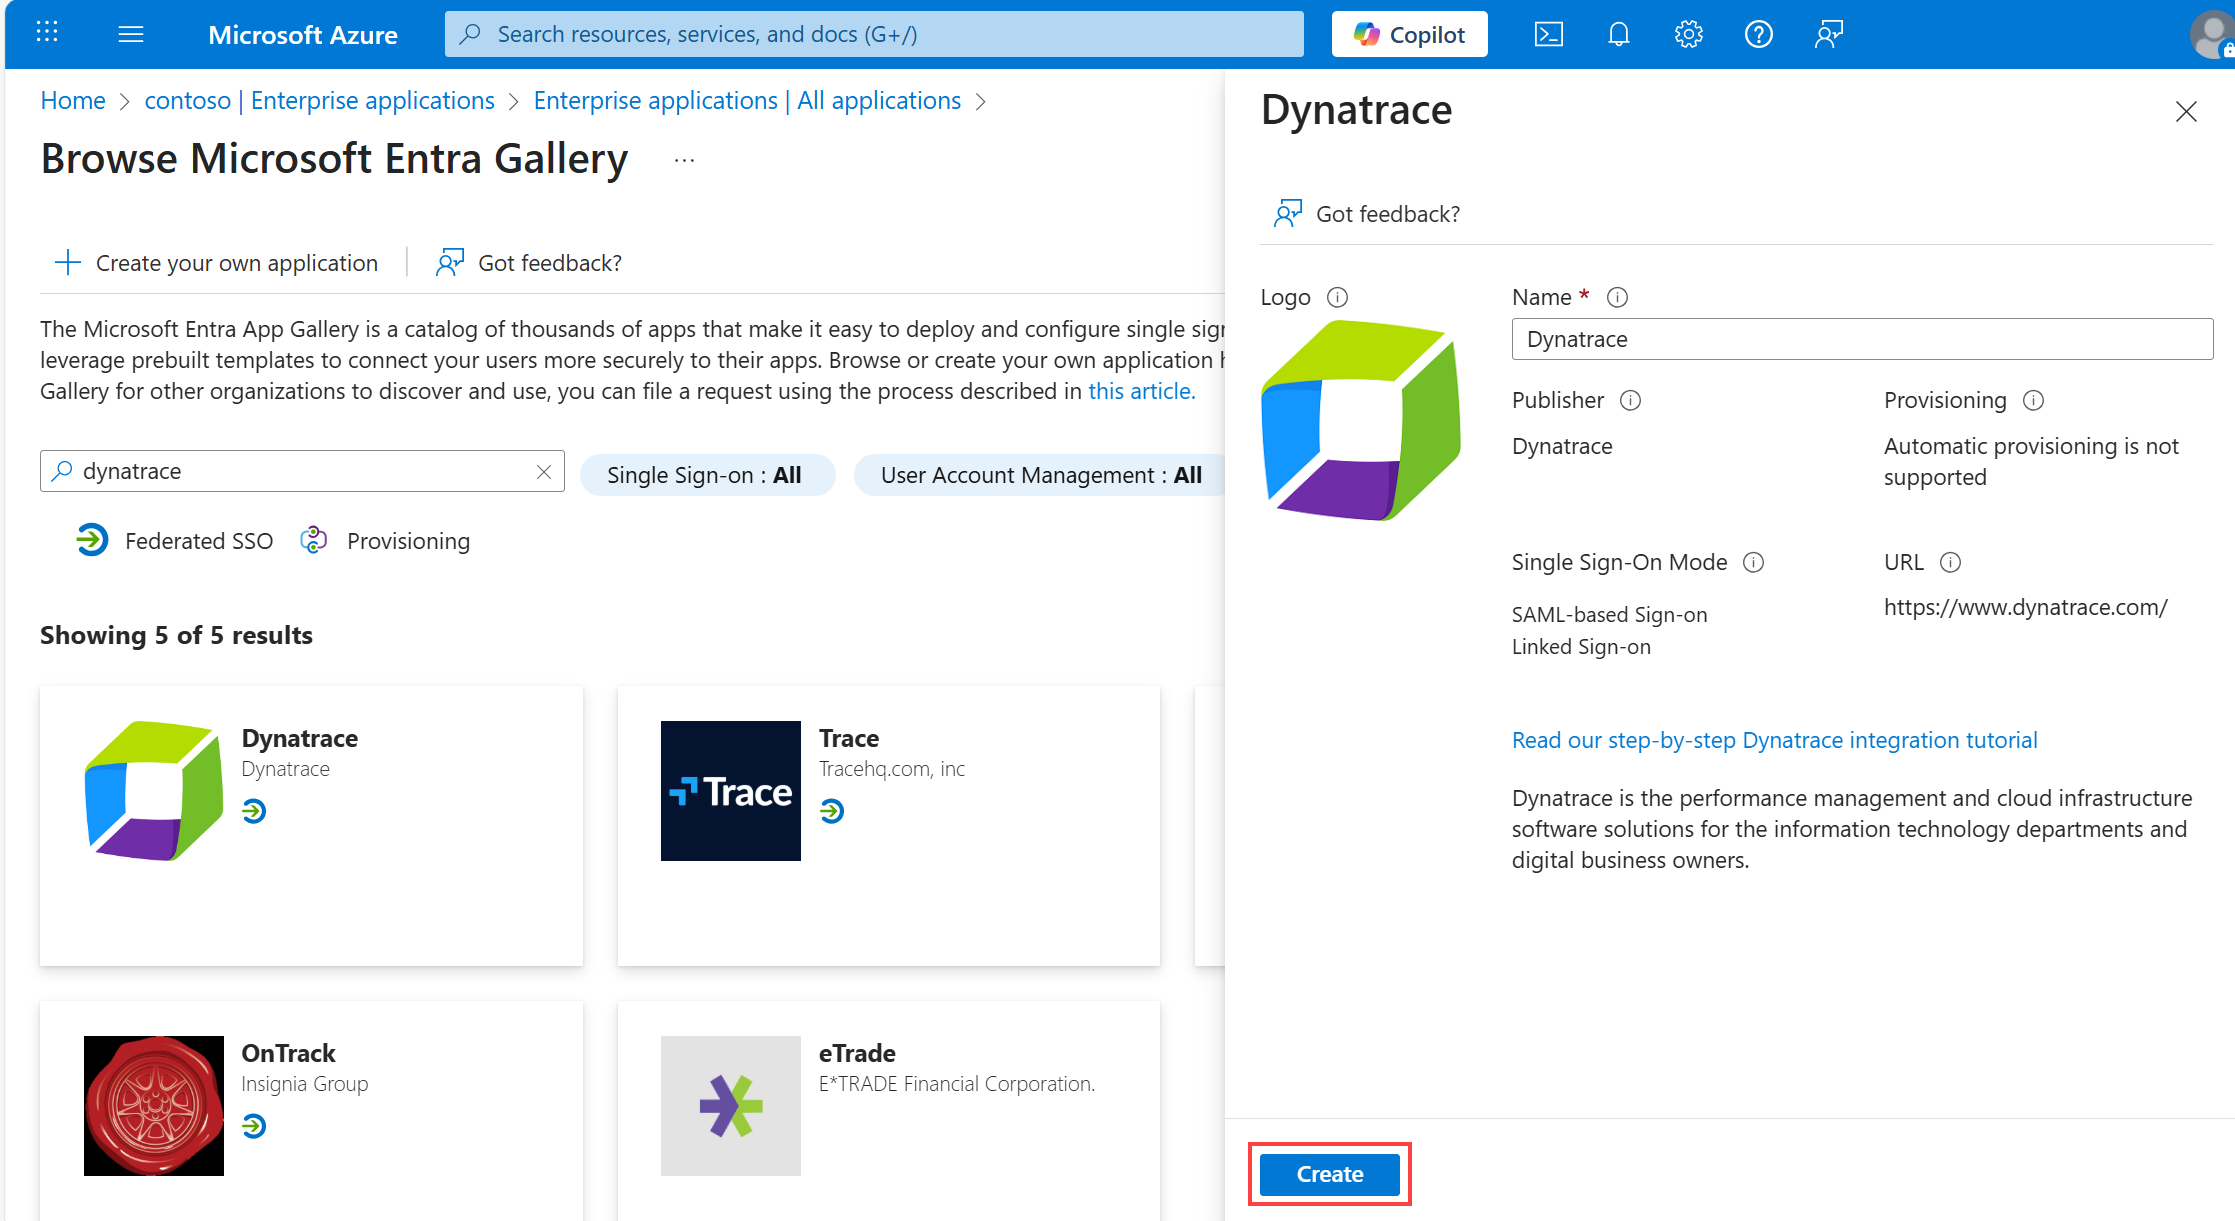 Microsoft Azure
Search resources, services, and docs (G+/)
Copilot
Home > contoso | Enterprise applications > Enterprise applications | All applications >
Browse Microsoft Entra Gallery ...
Create your own application
Got feedback?
The Microsoft Entra App Gallery is a catalog of thousands of apps that make it easy to deploy and configure single
leverage prebuilt templates to connect your users more securely to their apps. Browse or create your own application
Gallery for other organizations to discover and use, you can file a request using the process described in this article.
dynatrace
Single Sign-on : All
User Account Management : All
Federated SSO
Provisioning
Showing 5 of 5 results
Dynatrace
Dynatrace
Trace
Trace
Tracehq.com, inc
OnTrack
Insignia Group
eTrade
E*TRADE Financial Corporation.
Dynatrace
Got feedback?
Logo
Name *
Dynatrace
Publisher
Dynatrace
Provisioning
Automatic provisioning is not
supported
Single Sign-On Mode
SAML-based Sign-on
Linked Sign-on
URL
https://www.dynatrace.com/
Read our step-by-step Dynatrace integration tutorial
Dynatrace is the performance management and cloud infrastructure
software solutions for the information technology departments and
digital business owners.
Create